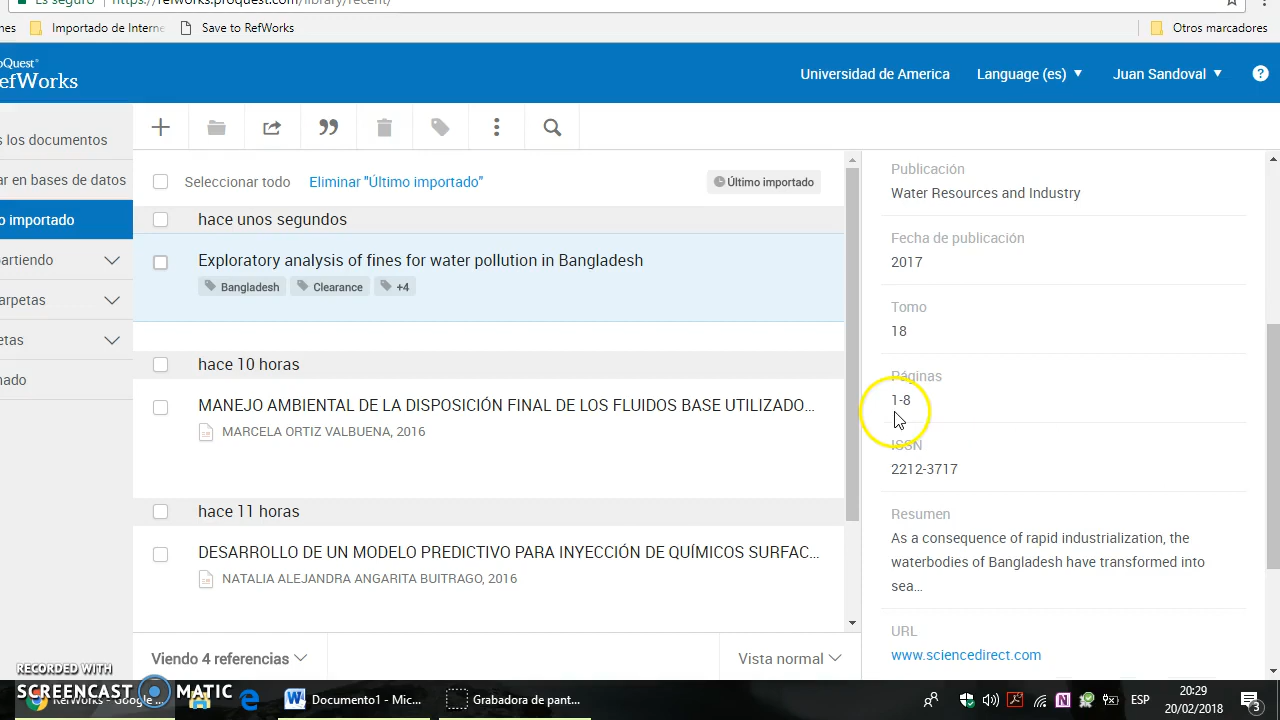 Es seguro https://refworks.proquest.com/library/recent/
nes Importado de Interne Save to RefWorks Otros marcadores
oQuest®
efWorks
Universidad de America Language (es) Juan Sandoval ?
s los documentos
ar en bases de datos
o importado
artiendo
arpetas
etas
nado
Seleccionar todo Eliminar "Último importado" Último importado
hace unos segundos
Exploratory analysis of fines for water pollution in Bangladesh
Bangladesh Clearance +4
hace 10 horas
MANEJO AMBIENTAL DE LA DISPOSICIÓN FINAL DE LOS FLUIDOS BASE UTILIZADO...
MARCELA ORTIZ VALBUENA, 2016
hace 11 horas
DESARROLLO DE UN MODELO PREDICTIVO PARA INYECCIÓN DE QUÍMICOS SURFAC...
NATALIA ALEJANDRA ANGARITA BUITRAGO, 2016
Viendo 4 referencias Vista normal
Publicación
Water Resources and Industry
Fecha de publicación
2017
Tomo
18
Páginas
1-8
ISSN
2212-3717
Resumen
As a consequence of rapid industrialization, the
waterbodies of Bangladesh have transformed into
sea...
URL
www.sciencedirect.com
RECORDED WITH
SCREENCAST MATIC
RefWorks - Google ... Documento1 - Mic... Grabadora de pant... ESP 20:29
20/02/2018 3